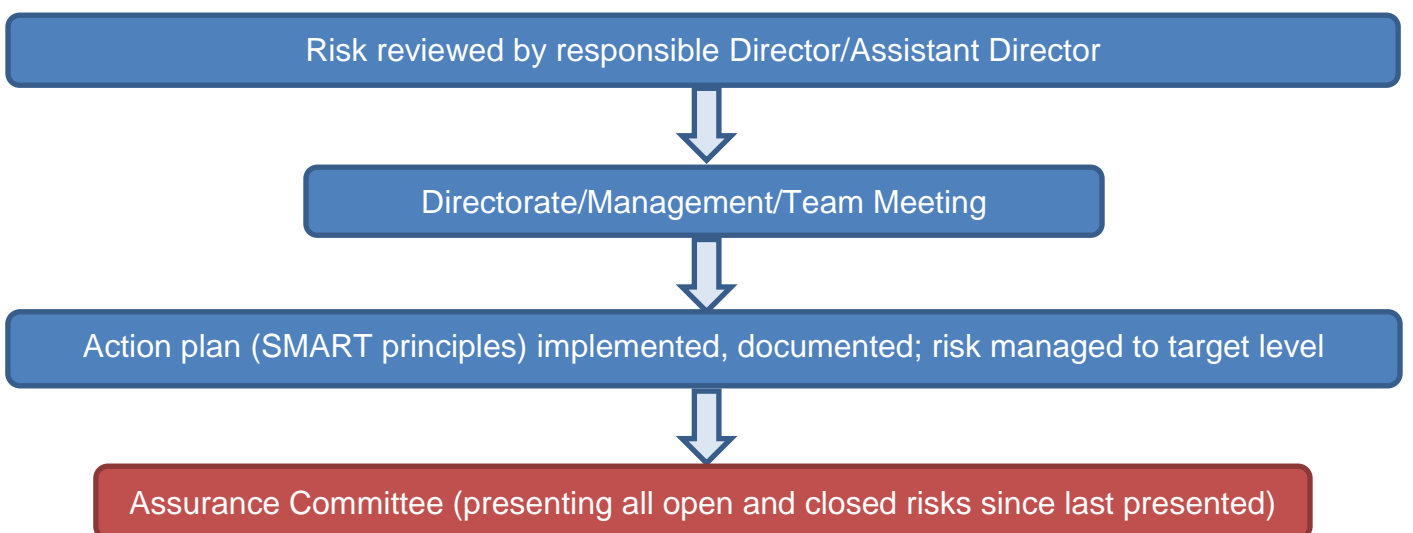 Risk reviewed by responsible Director/Assistant Director
Directorate/Management/Team Meeting
Action plan (SMART principles) implemented, documented; risk managed to target level
Assurance Committee (presenting all open and closed risks since last presented)